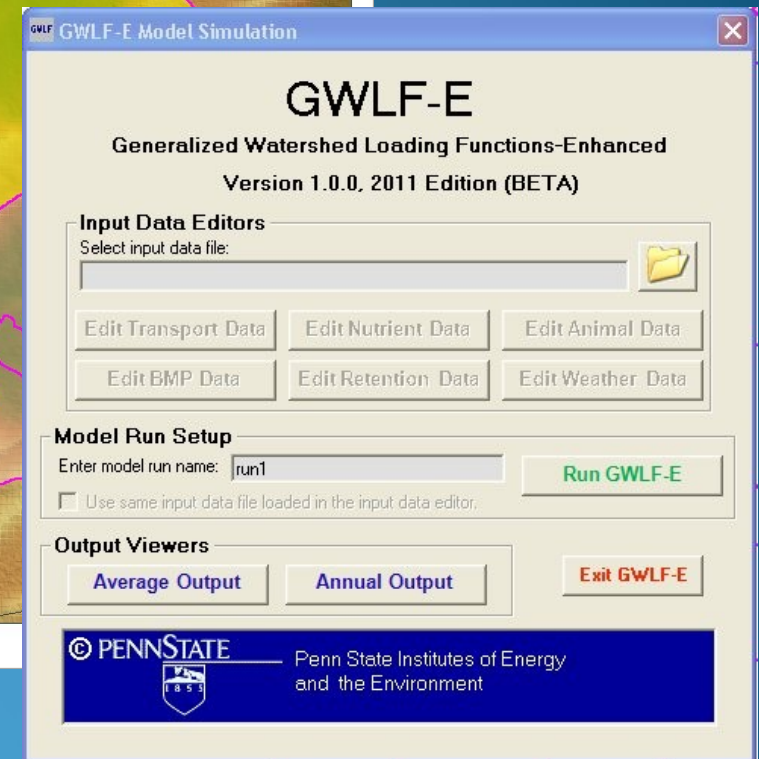 GWLF GWLF-E Model Simulation
GWLF-E
Generalized Watershed Loading Functions-Enhanced
Version 1.0.0, 2011 Edition (BETA)
Input Data Editors
Select input data file:
Edit Transport Data Edit Nutrient Data Edit Animal Data
Edit BMP Data Edit Retention Data Edit Weather Data
Model Run Setup
Enter model run name: run1 Run GWLF-E
Use same input data file loaded in the input data editor.
Output Viewers
Average Output Annual Output Exit GWLF-E
© PENNSTATE
1855
Penn State Institutes of Energy
and the Environment